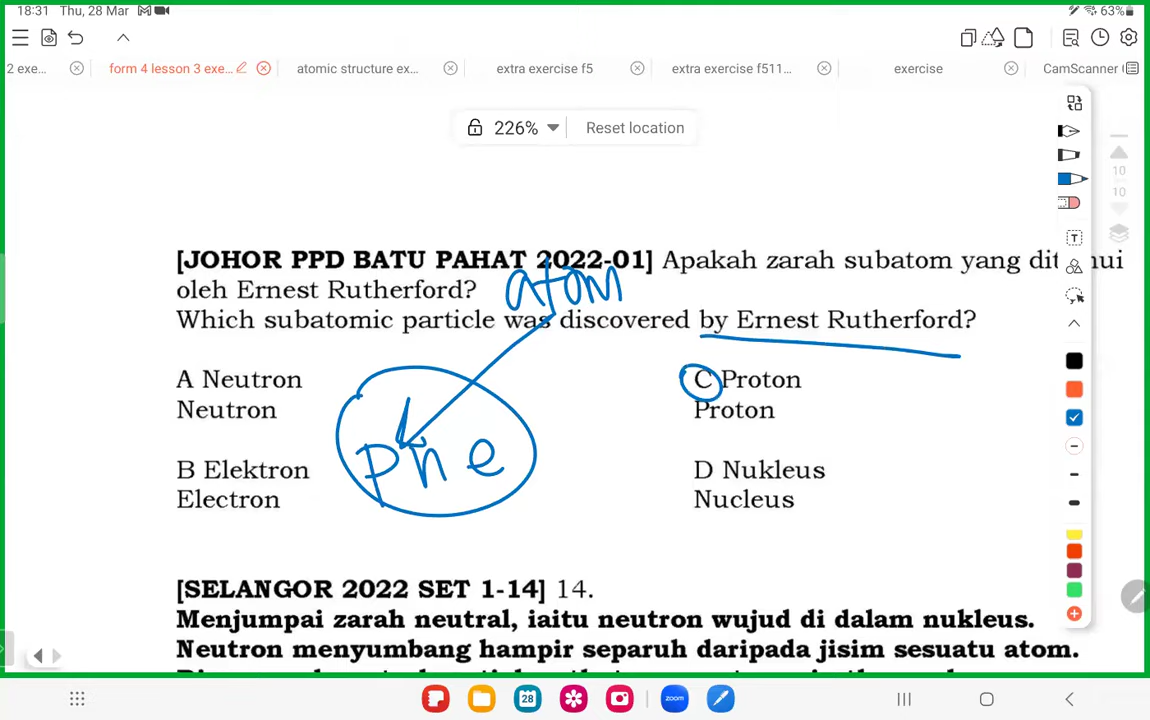 18:31 Thu, 28 Mar
63%
2 exe...
form 4 lesson 3 exe...
atomic structure ex...
extra exercise f5
extra exercise f511...
exercise
CamScanner
226%
Reset location
10
10
[JOHOR PPD BATU PAHAT 2022-01] Apakah zarah subatom yang
oleh Ernest Rutherford?
atom
Which subatomic particle was discovered by Ernest Rutherford?
A Neutron
Neutron
C Proton
Proton
p n e
B Elektron
Electron
D Nukleus
Nucleus
[SELANGOR 2022 SET 1-14] 14.
Menjumpai zarah neutral, iaitu neutron wujud di dalam nukleus.
Neutron menyumbang hampir separuh daripada jisim sesuatu atom.
28
zoom